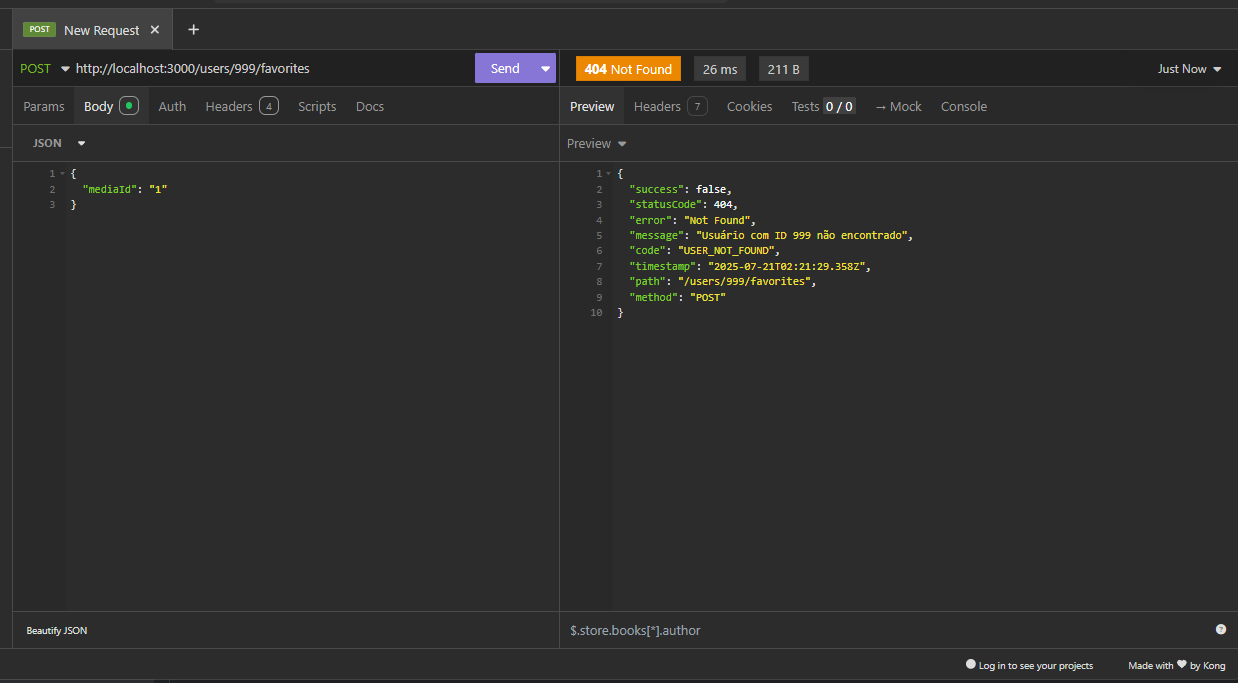 POST New Request ✕ +
POST http://localhost:3000/users/999/favorites Send
404 Not Found 26 ms 211 B Just Now
Params Body Auth Headers 4 Scripts Docs
Preview Headers 7 Cookies Tests 0 / 0 → Mock Console
JSON
Preview
1 {
2 "mediaId": "1"
3 }
1 {
2 "success": false,
3 "statusCode": 404,
4 "error": "Not Found",
5 "message": "Usuário com ID 999 não encontrado",
6 "code": "USER_NOT_FOUND",
7 "timestamp": "2025-07-21T02:21:29.358Z",
8 "path": "/users/999/favorites",
9 "method": "POST"
10 }
Beautify JSON
$.store.books[*].author
Log in to see your projects Made with ♥ by Kong